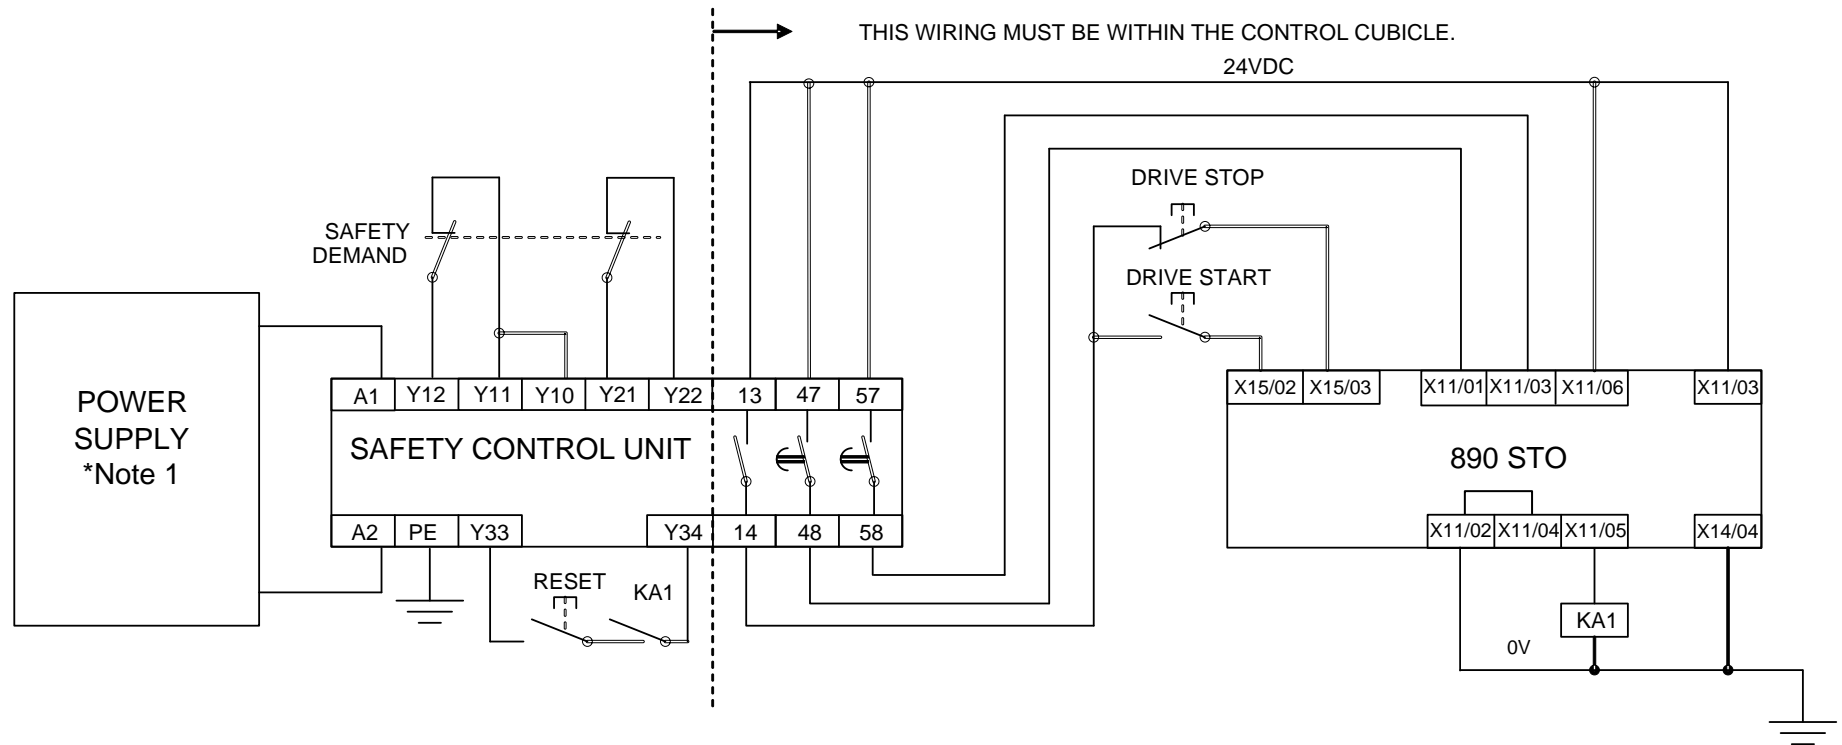 THIS WIRING MUST BE WITHIN THE CONTROL CUBICLE.
24VDC
DRIVE STOP
SAFETY
DEMAND
DRIVE START
POWER
SUPPLY
*Note 1
A1 Y12 Y11 Y10 Y21 Y22 13 47 57
X15/02 X15/03 X11/01 X11/03 X11/06 X11/03
SAFETY CONTROL UNIT
890 STO
A2 PE Y33 Y34 14 48 58
X11/02 X11/04 X11/05 X14/04
RESET
KA1
KA1
0V